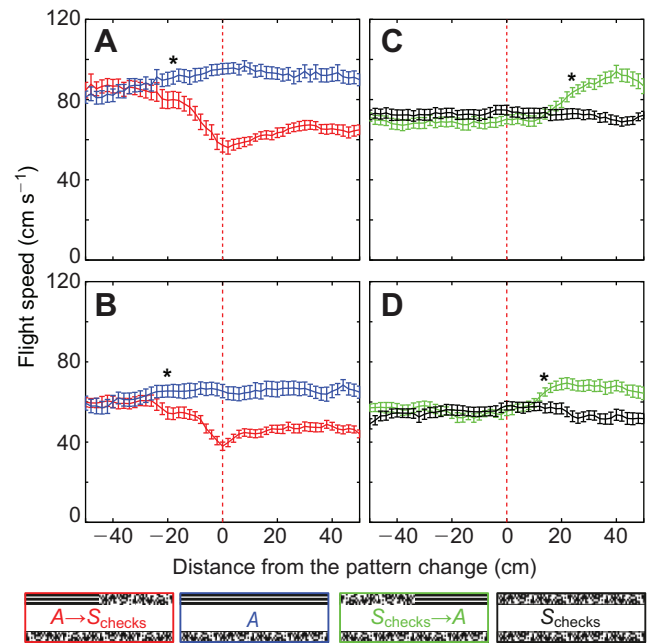 A
*
C
*
120
80
40
0
B
*
D
*
120
80
40
0
Flight speed (cm s−1)
−40 −20 0 20 40 −40 −20 0 20 40
Distance from the pattern change (cm)
A→Schecks A Schecks→A Schecks